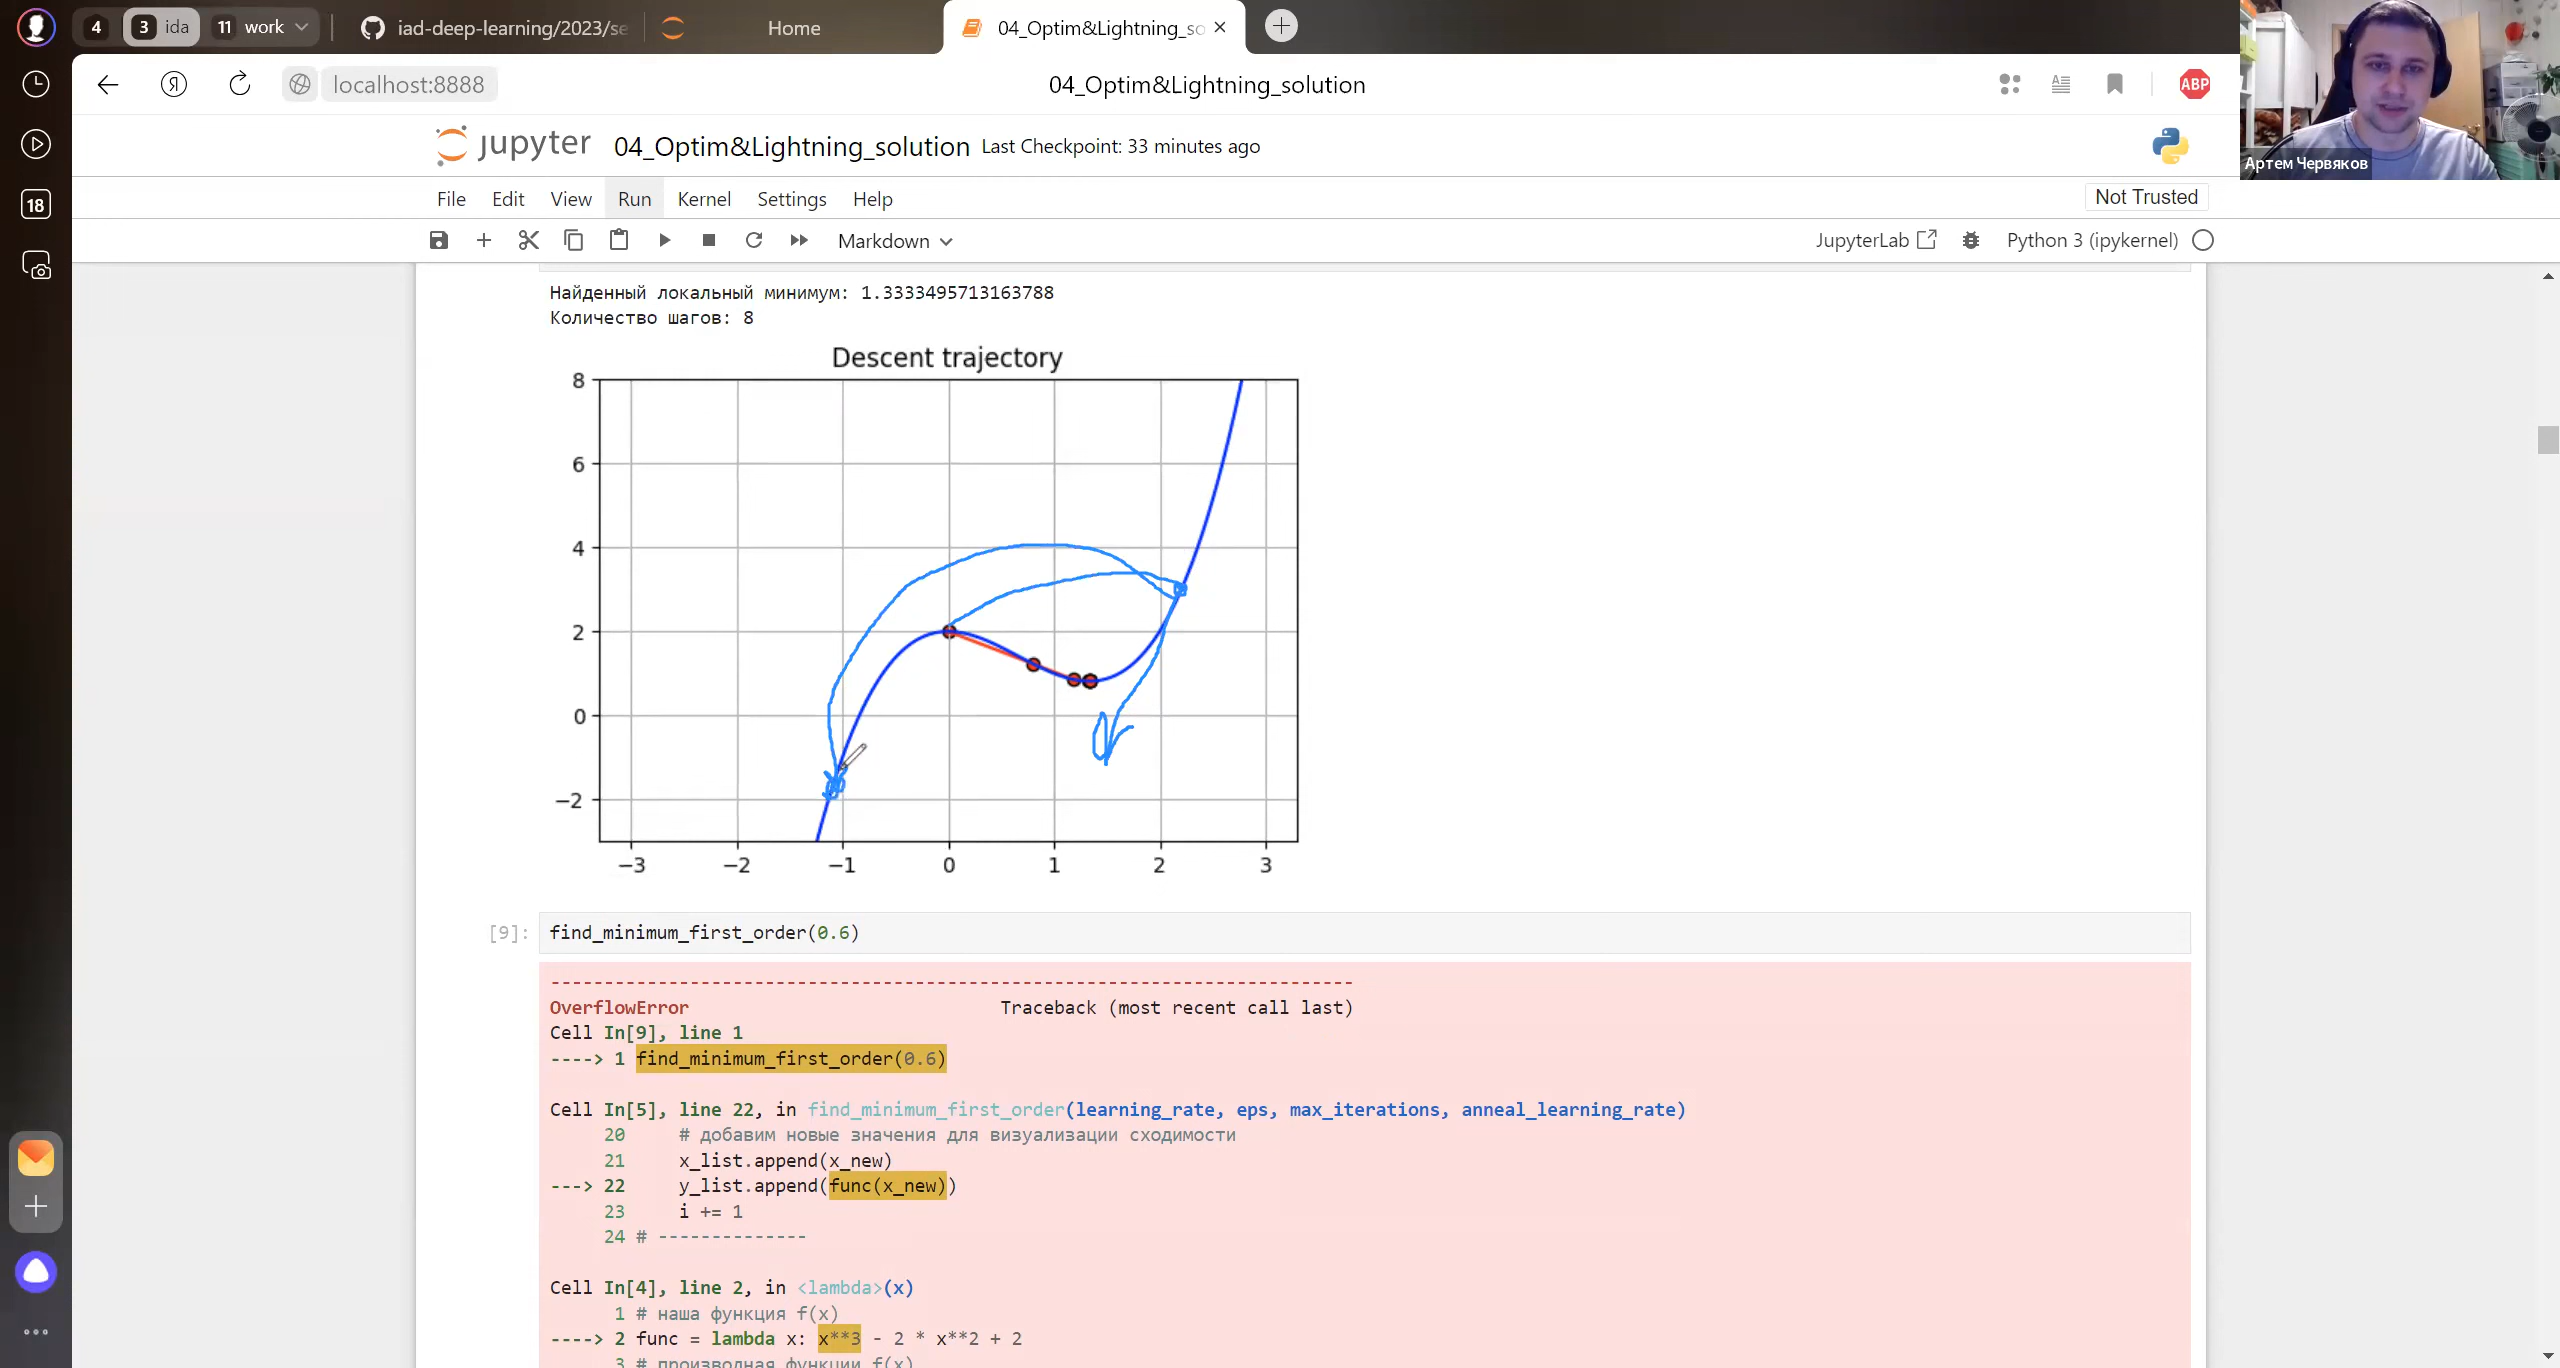 4
3 ida
11 work
iad-deep-learning/2023/se
Home
04_Optim&Lightning_so
localhost:8888
04_Optim&Lightning_solution
ABP
Артем Червяков
18
jupyter 04_Optim&Lightning_solution Last Checkpoint: 33 minutes ago
File Edit View Run Kernel Settings Help
Not Trusted
Markdown
JupyterLab
Python 3 (ipykernel)
Найденный локальный минимум: 1.3333495713163788
Количество шагов: 8
Descent trajectory
8
6
4
2
0
−2
−3 −2 −1 0 1 2 3
[9]: find_minimum_first_order(0.6)
---------------------------------------------------------------------------
OverflowError Traceback (most recent call last)
Cell In[9], line 1
----> 1 find_minimum_first_order(0.6)
Cell In[5], line 22, in find_minimum_first_order(learning_rate, eps, max_iterations, anneal_learning_rate)
20 # добавим новые значения для визуализации сходимости
21 x_list.append(x_new)
---> 22 y_list.append(func(x_new))
23 i += 1
24 # --------------
Cell In[4], line 2, in <lambda>(x)
1 # наша функция f(x)
----> 2 func = lambda x: x**3 - 2 * x**2 + 2
3 # производная функции f(x)